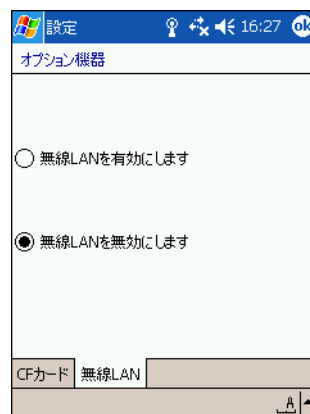 設定 16:27 ok
オプション機器
無線LANを有効にします
無線LANを無効にします
CFカード 無線LAN
A